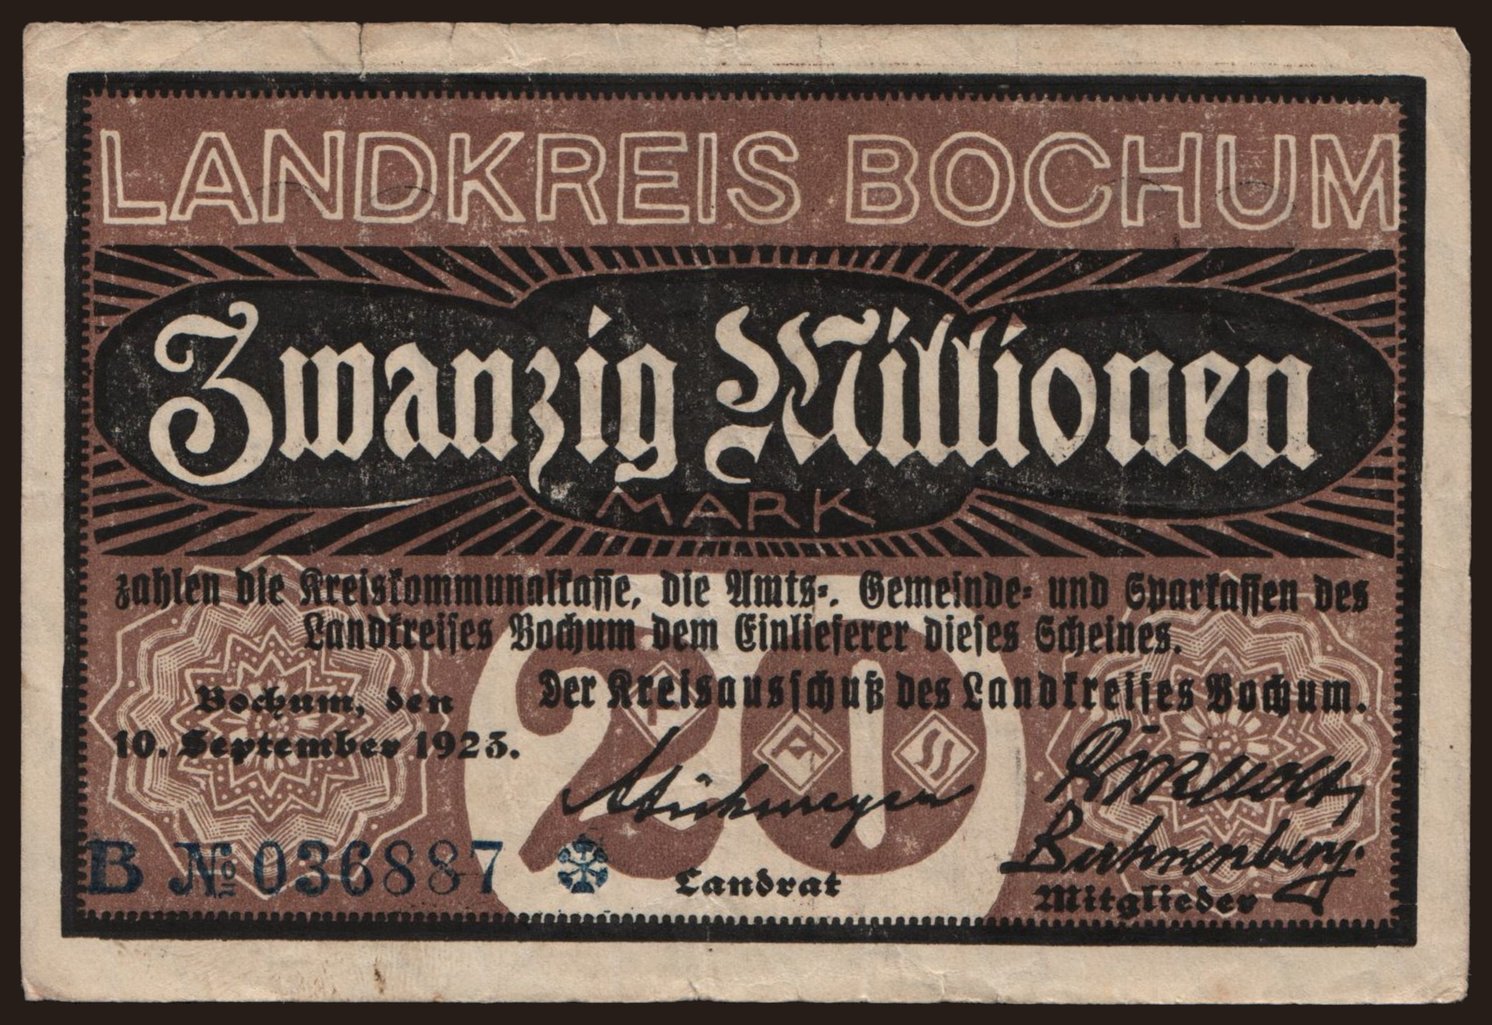 LANDKREIS BOCHUM
Zwanzig Millionen
MARK
zahlen die Kreiskommunalkasse, die Amts-, Gemeinde- und Sparkassen des
Landkreises Bochum dem Einlieferer dieses Scheines.
Der Kreisausschuß des Landkreises Bochum.
Bochum, den
10. September 1923.
20
B № 036887
Landrat
Mitglieder